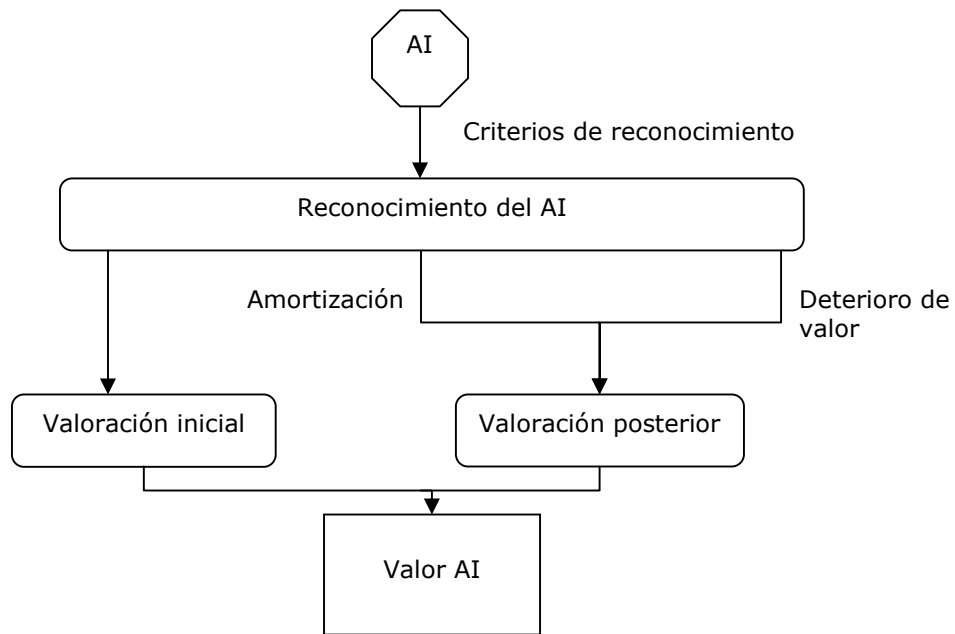 AI
Criterios de reconocimiento
Reconocimiento del AI
Amortización
Deterioro de
valor
Valoración inicial
Valoración posterior
Valor AI